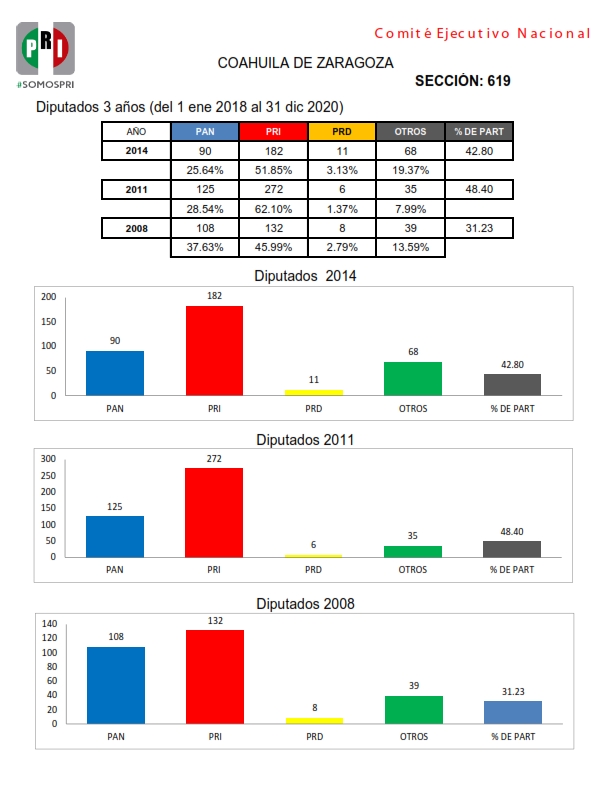 Comité Ejecutivo Nacional
PRI
#SOMOSPRI
COAHUILA DE ZARAGOZA
SECCIÓN: 619
Diputados 3 años (del 1 ene 2018 al 31 dic 2020)
AÑO PAN PRI PRD OTROS % DE PART
2014 90 182 11 68 42.80
25.64% 51.85% 3.13% 19.37%
2011 125 272 6 35 48.40
28.54% 62.10% 1.37% 7.99%
2008 108 132 8 39 31.23
37.63% 45.99% 2.79% 13.59%
Diputados 2014
200
150
100
50
0
90 182 11 68 42.80
PAN PRI PRD OTROS % DE PART
Diputados 2011
300
250
200
150
100
50
0
125 272 6 35 48.40
PAN PRI PRD OTROS % DE PART
Diputados 2008
140
120
100
80
60
40
20
0
108 132 8 39 31.23
PAN PRI PRD OTROS % DE PART